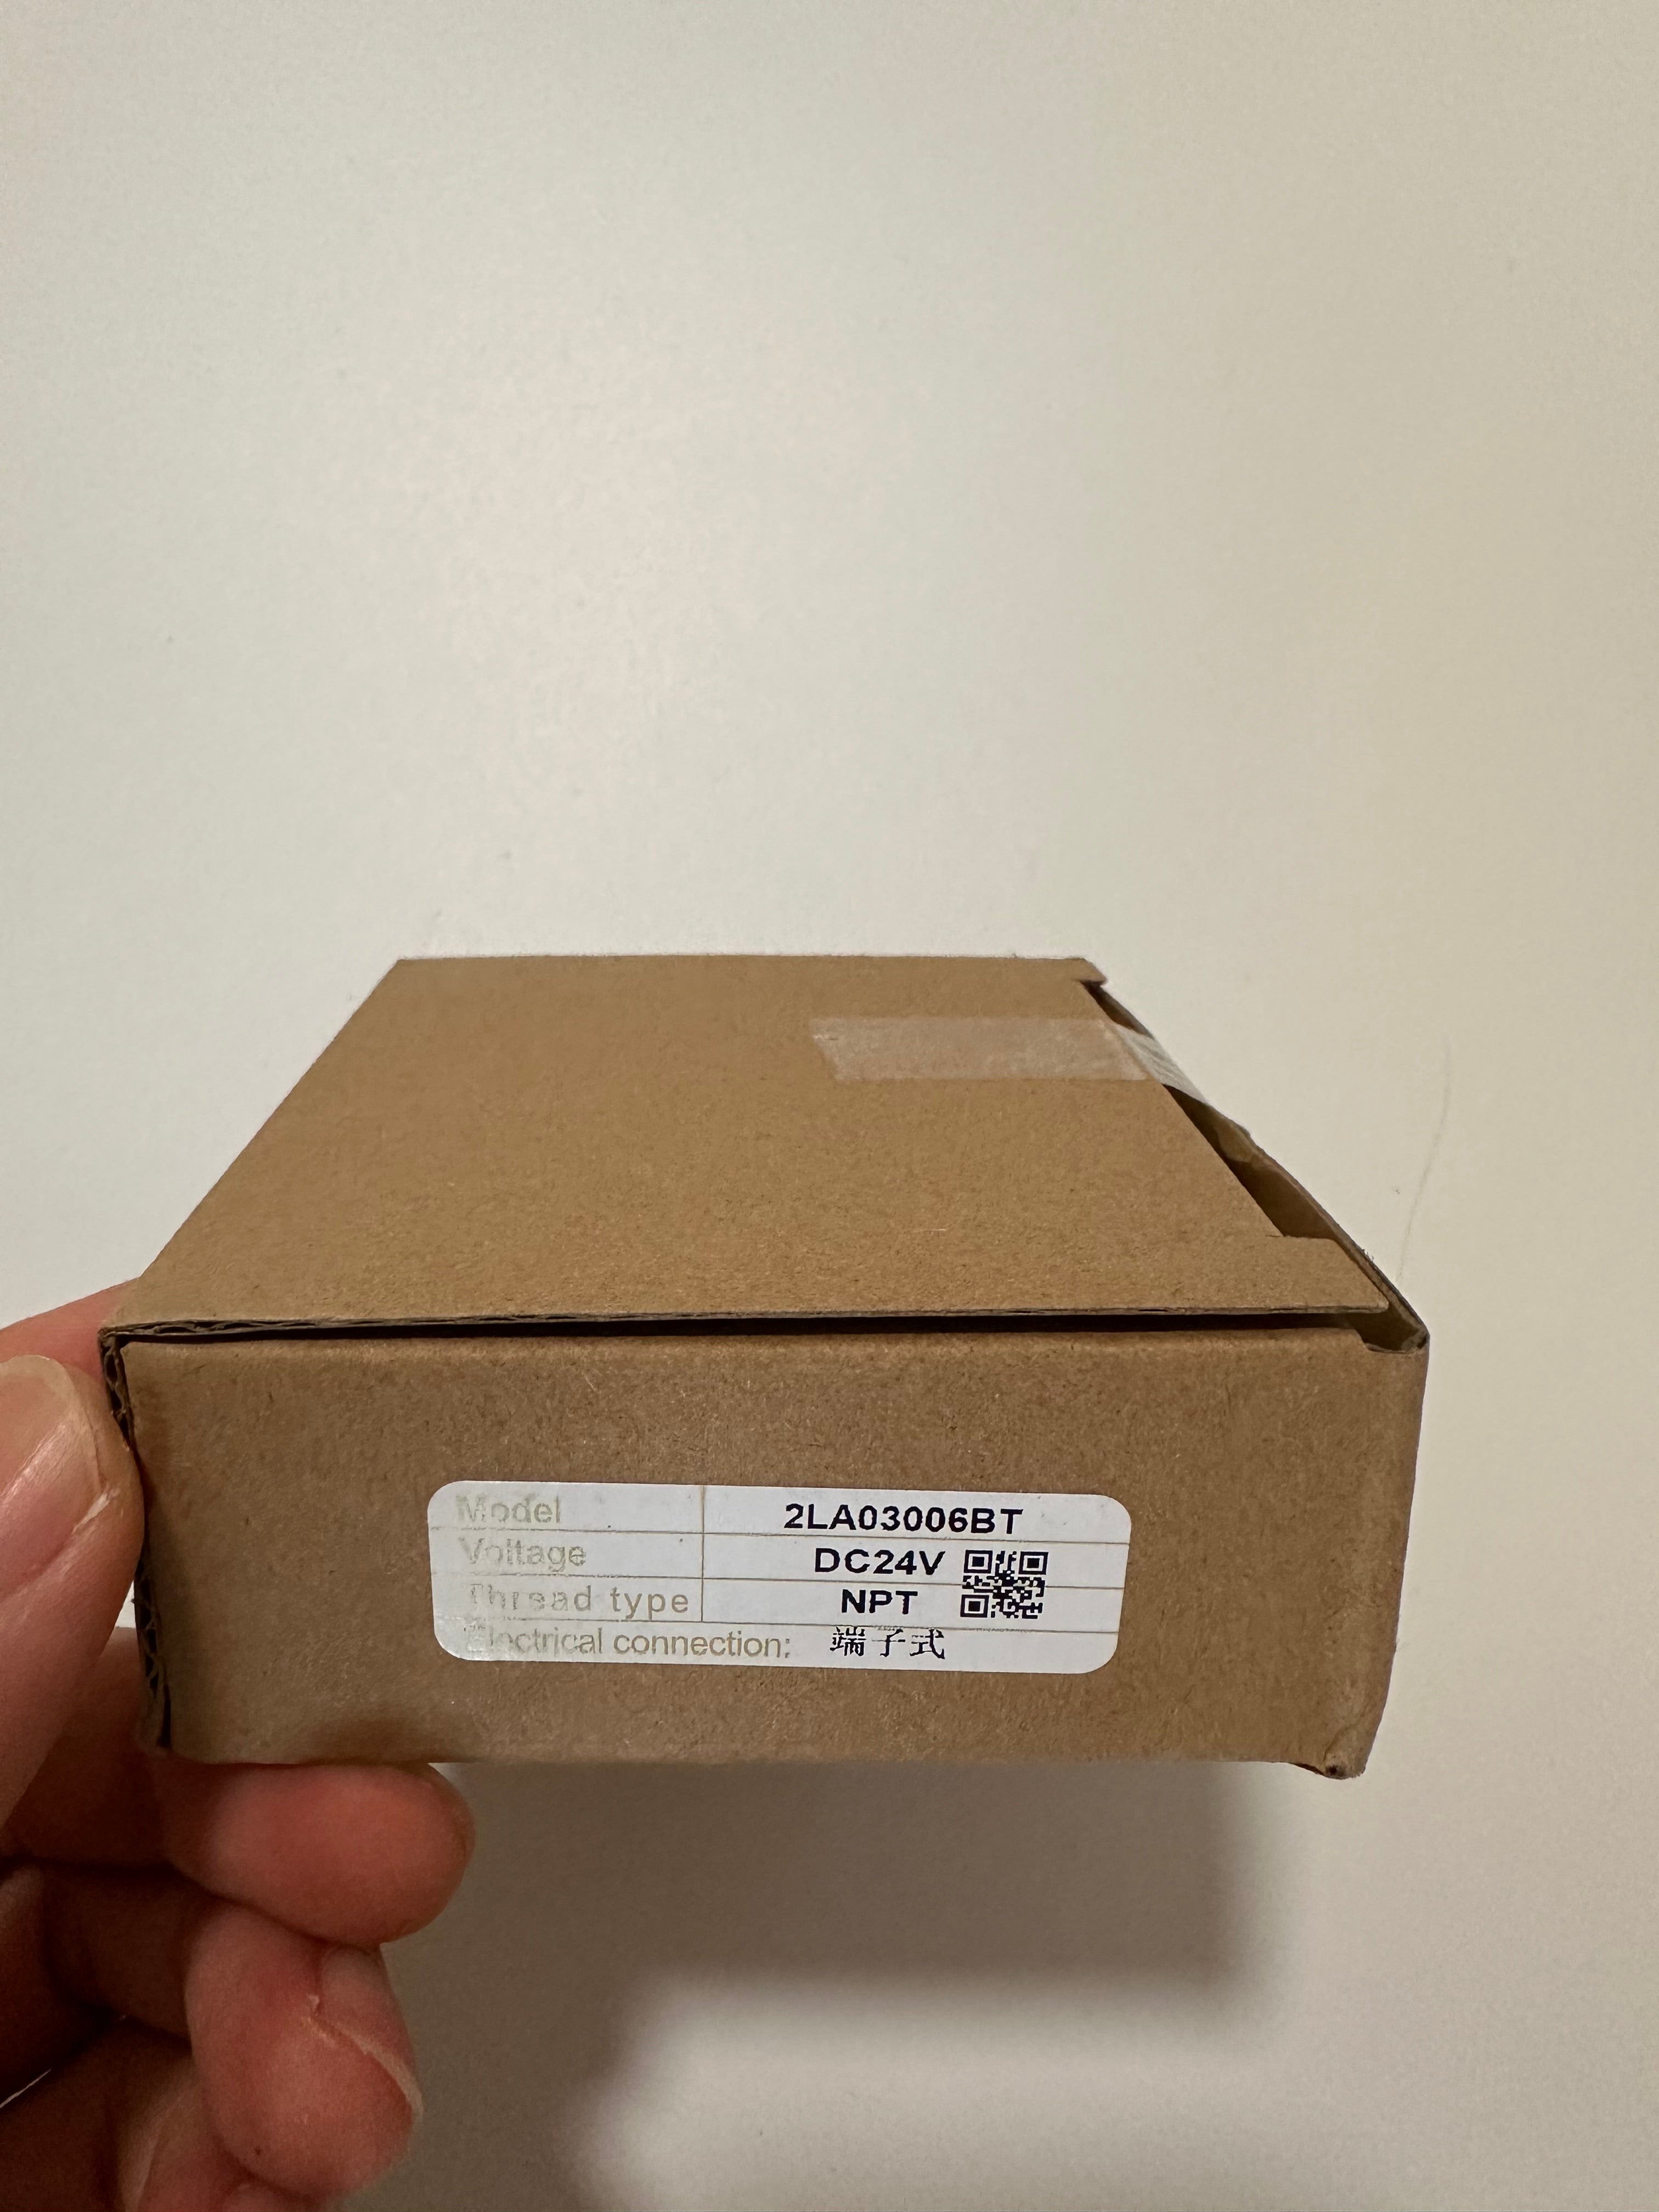 Model 2LA03006BT
Voltage DC24V
Thread type NPT
Electrical connection: 端子式